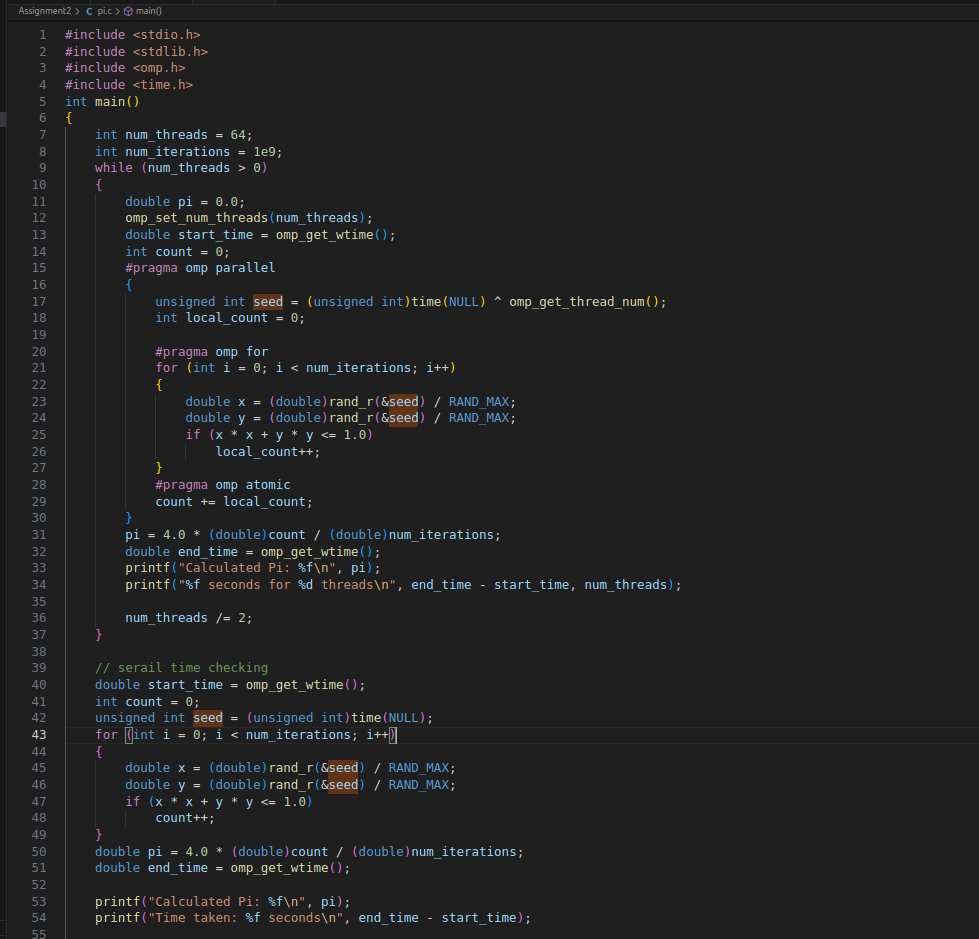 Assignment2 > C pi.c > main()
1 #include <stdio.h>
2 #include <stdlib.h>
3 #include <omp.h>
4 #include <time.h>
5 int main()
6 {
7     int num_threads = 64;
8     int num_iterations = 1e9;
9     while (num_threads > 0)
10     {
11         double pi = 0.0;
12         omp_set_num_threads(num_threads);
13         double start_time = omp_get_wtime();
14         int count = 0;
15         #pragma omp parallel
16         {
17             unsigned int seed = (unsigned int)time(NULL) ^ omp_get_thread_num();
18             int local_count = 0;
19
20             #pragma omp for
21             for (int i = 0; i < num_iterations; i++)
22             {
23                 double x = (double)rand_r(&seed) / RAND_MAX;
24                 double y = (double)rand_r(&seed) / RAND_MAX;
25                 if (x * x + y * y <= 1.0)
26                     local_count++;
27             }
28             #pragma omp atomic
29             count += local_count;
30         }
31         pi = 4.0 * (double)count / (double)num_iterations;
32         double end_time = omp_get_wtime();
33         printf("Calculated Pi: %f\n", pi);
34         printf("%f seconds for %d threads\n", end_time - start_time, num_threads);
35
36         num_threads /= 2;
37     }
38
39     // serail time checking
40     double start_time = omp_get_wtime();
41     int count = 0;
42     unsigned int seed = (unsigned int)time(NULL);
43     for (int i = 0; i < num_iterations; i++)
44     {
45         double x = (double)rand_r(&seed) / RAND_MAX;
46         double y = (double)rand_r(&seed) / RAND_MAX;
47         if (x * x + y * y <= 1.0)
48             count++;
49     }
50     double pi = 4.0 * (double)count / (double)num_iterations;
51     double end_time = omp_get_wtime();
52
53     printf("Calculated Pi: %f\n", pi);
54     printf("Time taken: %f seconds\n", end_time - start_time);
55